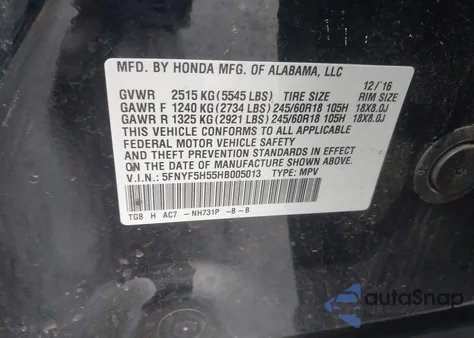 MFD. BY HONDA MFG. OF ALABAMA, LLC
12/'16
GVWR 2515 KG (5545 LBS) TIRE SIZE RIM SIZE
GAWR F 1240 KG (2734 LBS) 245/60R18 105H 18X8.0J
GAWR R 1325 KG (2921 LBS) 245/60R18 105H 18X8.0J
THIS VEHICLE CONFORMS TO ALL APPLICABLE
FEDERAL MOTOR VEHICLE SAFETY
AND THEFT PREVENTION STANDARDS IN EFFECT
ON THE DATE OF MANUFACTURE SHOWN ABOVE.
V.I.N.: 5FNYF5H55HB005013 TYPE: MPV
TG8 H AC7 -NH731P -B-B
autoSnap